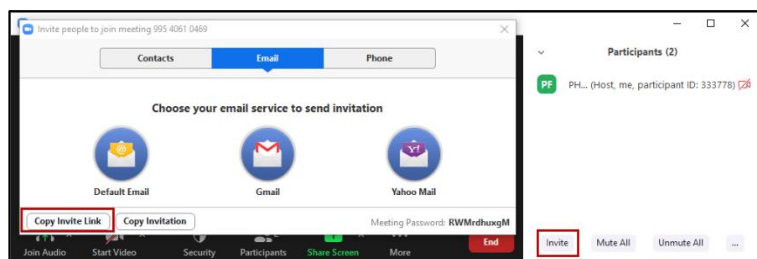 Invite people to join meeting 995 4061 0469
Contacts
Email
Phone
Choose your email service to send invitation
Default Email
Gmail
Yahoo Mail
Copy Invite Link
Copy Invitation
Meeting Password: RWMrdhuxgM
Join Audio
Start Video
Security
Participants
Share Screen
More
End
Participants (2)
PF
PH... (Host, me, participant ID: 333778)
Invite
Mute All
Unmute All
...